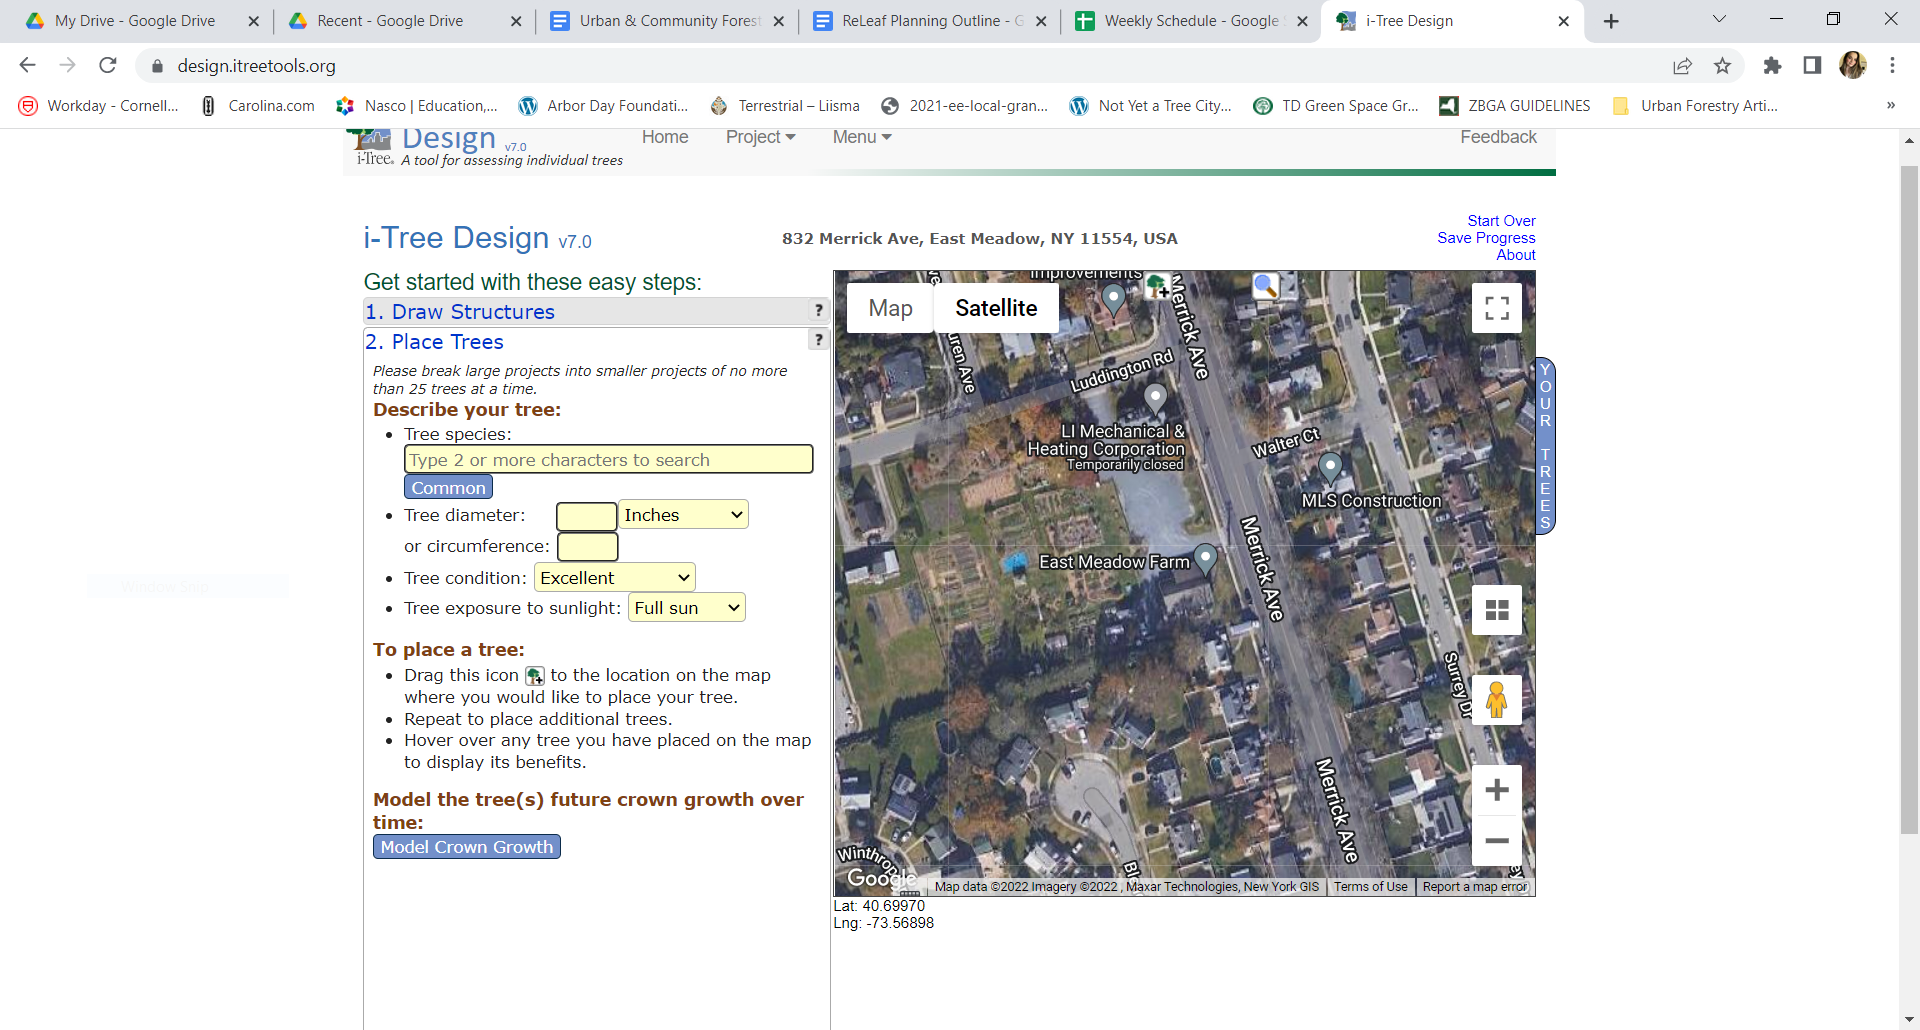 My Drive - Google Drive
Recent - Google Drive
Urban & Community Forest
ReLeaf Planning Outline - G
Weekly Schedule - Google
i-Tree Design
design.itreetools.org
Workday - Cornell...
Carolina.com
Nasco | Education,...
Arbor Day Foundati...
Terrestrial – LIisma
2021-ee-local-gran...
Not Yet a Tree City...
TD Green Space Gr...
ZBGA GUIDELINES
Urban Forestry Arti...
»
i-Tree.
Design v7.0
A tool for assessing individual trees
Home
Project
Menu
Feedback
i-Tree Design v7.0
832 Merrick Ave, East Meadow, NY 11554, USA
Start Over
Save Progress
About
Get started with these easy steps:
1. Draw Structures
?
2. Place Trees
?
Please break large projects into smaller projects of no more
than 25 trees at a time.
Describe your tree:
• Tree species:
Type 2 or more characters to search
Common
• Tree diameter:
Inches
or circumference:
• Tree condition: Excellent
• Tree exposure to sunlight: Full sun
To place a tree:
• Drag this icon to the location on the map
where you would like to place your tree.
• Repeat to place additional trees.
• Hover over any tree you have placed on the map
to display its benefits.
Model the tree(s) future crown growth over
time:
Model Crown Growth
Window Snip
Map
Satellite
Improvements
Merrick Ave
uren Ave
Luddington Rd
LI Mechanical &
Heating Corporation
Temporarily closed
Walter Ct
MLS Construction
East Meadow Farm
Merrick Ave
Surrey Dr
Merrick Ave
Winthrop
Google
Map data ©2022 Imagery ©2022 , Maxar Technologies, New York GIS
Terms of Use
Report a map error
YOUR TREES
Lat: 40.69970
Lng: -73.56898